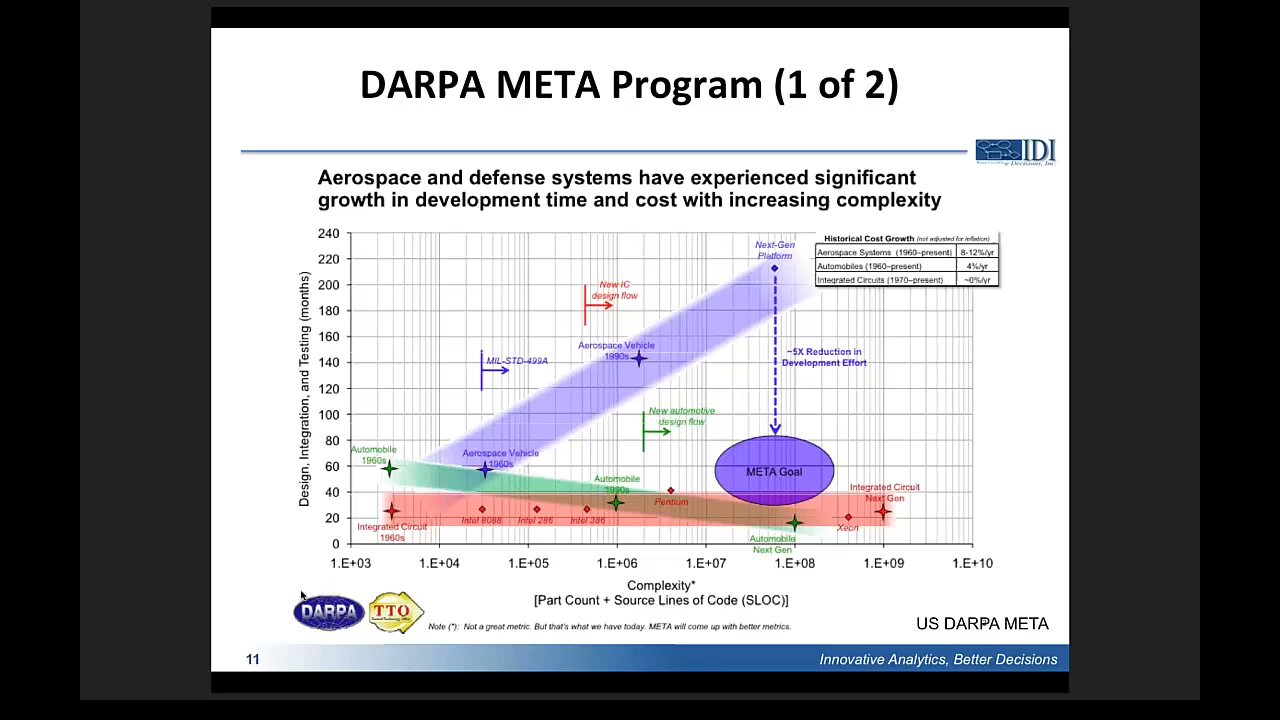 DARPA META Program (1 of 2)
IDI
Aerospace and defense systems have experienced significant
growth in development time and cost with increasing complexity
Historical Cost Growth (not adjusted for inflation)
Aerospace Systems (1960–present) 8-12%/yr
Automobiles (1960–present) 4%/yr
Integrated Circuits (1970–present) ~0%/yr
Design, Integration, and Testing (months)
240
220
200
180
160
140
120
100
80
60
40
20
0
Next-Gen
Platform
New IC
design flow
Aerospace Vehicle
1990s
MIL-STD-499A
~5X Reduction in
Development Effort
New automotive
design flow
Automobile
1960s
Aerospace Vehicle
1960s
META Goal
Automobile
1990s
Pentium
Integrated Circuit
Next Gen
Integrated Circuit
1960s
Intel 8088
Intel 286
Intel 386
Xeon
Automobile
Next Gen
1.E+03 1.E+04 1.E+05 1.E+06 1.E+07 1.E+08 1.E+09 1.E+10
Complexity*
[Part Count + Source Lines of Code (SLOC)]
DARPA
TTO
Note (*): Not a great metric. But that's what we have today. META will come up with better metrics.
US DARPA META
11
Innovative Analytics, Better Decisions